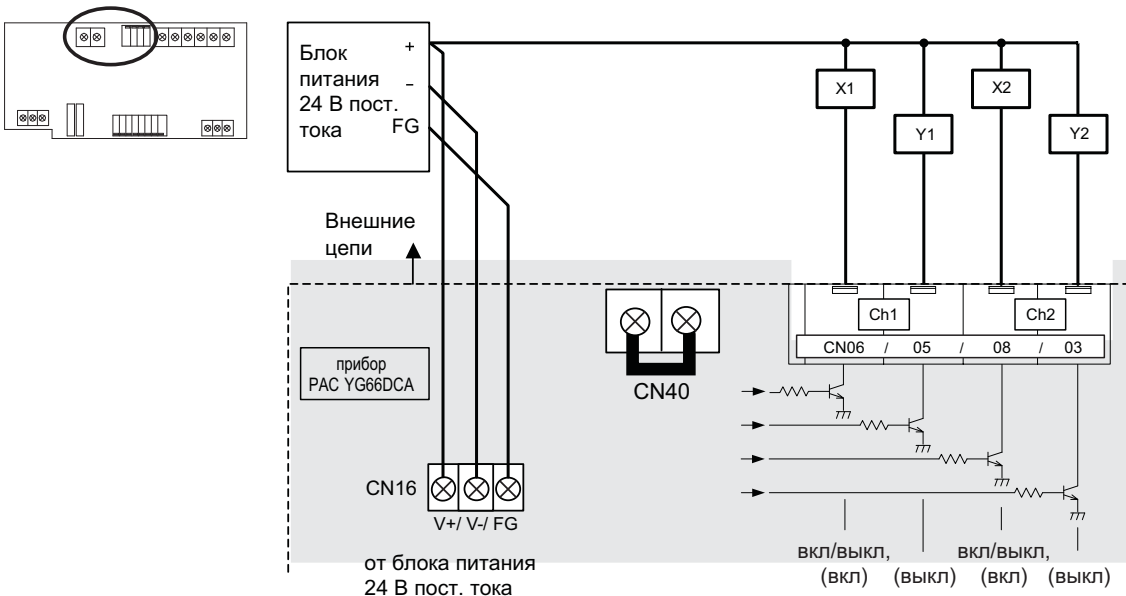 Блок
питания
24 В пост.
тока
+
−
FG
X1
Y1
X2
Y2
Внешние
цепи
Ch1
Ch2
CN06 / 05 / 08 / 03
прибор
PAC YG66DCA
CN40
CN16
V+/ V-/ FG
от блока питания
24 В пост. тока
вкл/выкл,
(вкл)
(выкл)
вкл/выкл,
(вкл)
(выкл)